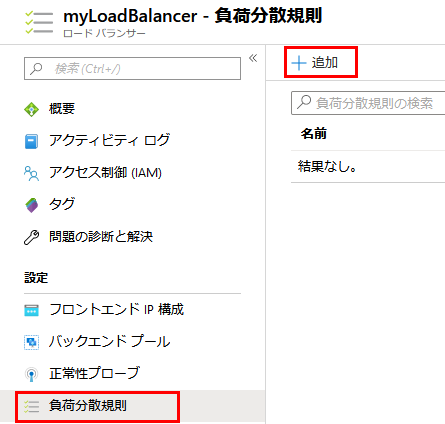 myLoadBalancer - 負荷分散規則
ロード バランサー
検索 (Ctrl+/)
概要
アクティビティ ログ
アクセス制御 (IAM)
タグ
問題の診断と解決
設定
フロントエンド IP 構成
バックエンド プール
正常性プローブ
負荷分散規則
追加
負荷分散規則の検索
名前
結果なし。